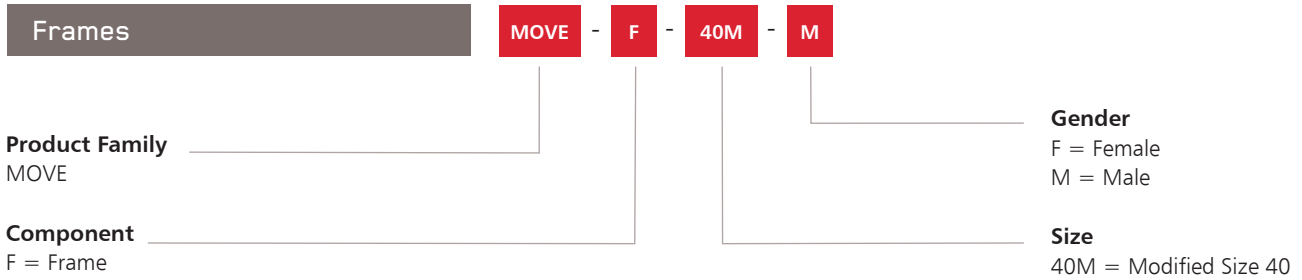 Frames
MOVE - F - 40M - M
Product Family
MOVE
Component
F = Frame
Gender
F = Female
M = Male
Size
40M = Modified Size 40